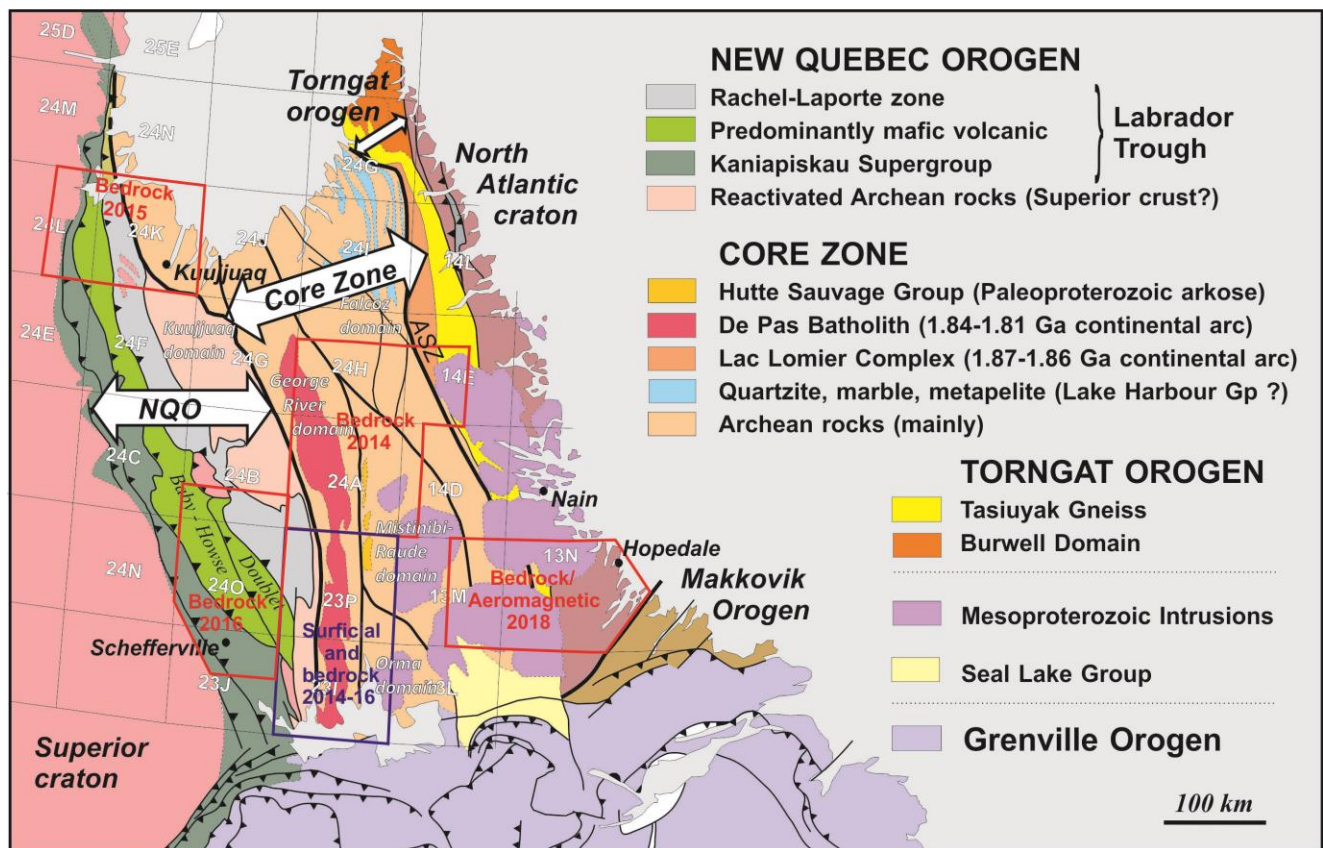 25D
25E
24M
24N
Torngat
orogen
24G
North
Atlantic
craton
Bedrock
2015
24L
24K
24J
24I
14L
Kuujjuaq
Core Zone
Falcoz
domain
ASZ
24E
24F
Kuujjuaq
domain
24G
24H
14E
George
River
domain
NQO
Bedrock
2014
24C
24B
24A
14D
Baby - Howse
Doublet
Nain
Mistinibi-
Raude
domain
24N
24O
Bedrock
2016
23P
13M
13N
Hopedale
Bedrock/
Aeromagnetic
2018
Makkovik
Orogen
Schefferville
Surficial
and
bedrock
2014-16
Orma
domain
23J
Superior
craton
NEW QUEBEC OROGEN
Rachel-Laporte zone
Predominantly mafic volcanic
Kaniapiskau Supergroup
Labrador
Trough
Reactivated Archean rocks (Superior crust?)
CORE ZONE
Hutte Sauvage Group (Paleoproterozoic arkose)
De Pas Batholith (1.84-1.81 Ga continental arc)
Lac Lomier Complex (1.87-1.86 Ga continental arc)
Quartzite, marble, metapelite (Lake Harbour Gp ?)
Archean rocks (mainly)
TORNGAT OROGEN
Tasiuyak Gneiss
Burwell Domain
Mesoproterozoic Intrusions
Seal Lake Group
Grenville Orogen
100 km